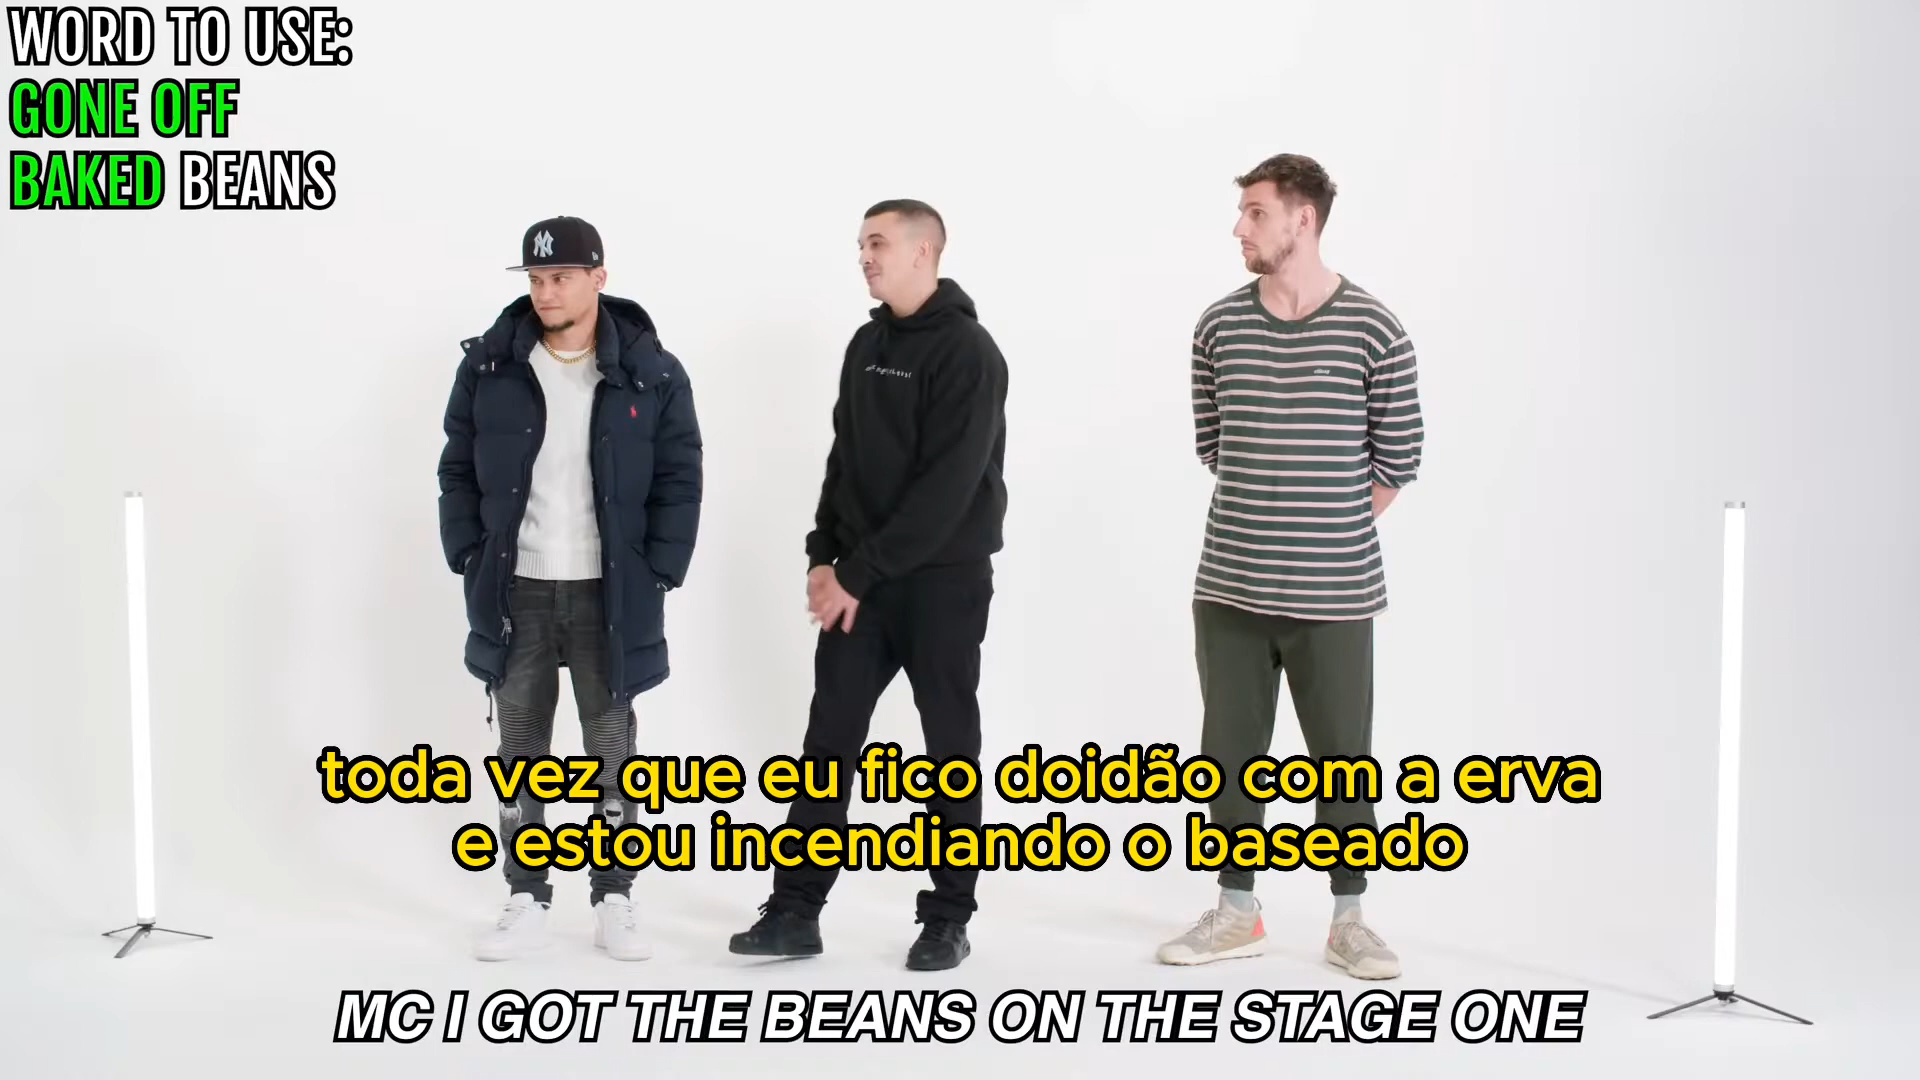 WORD TO USE:
GONE OFF
BAKED BEANS
NY
toda vez que eu fico doidão com a erva
e estou incendiando o baseado
MC I GOT THE BEANS ON THE STAGE ONE